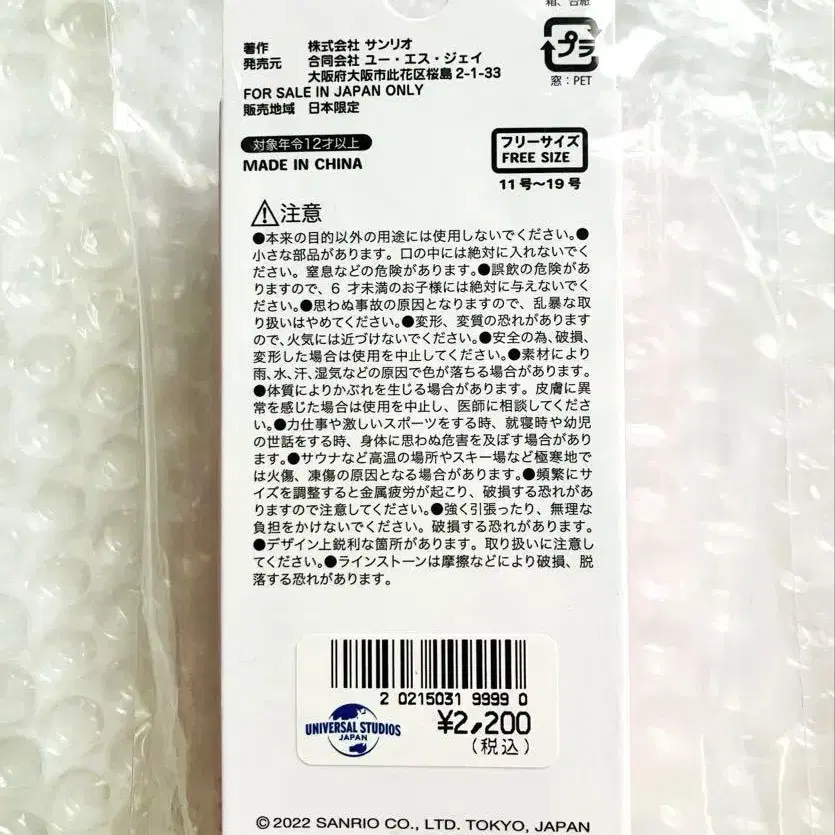 箱、台紙
プラ
窓：PET
著作　株式会社 サンリオ
発売元　合同会社 ユー・エス・ジェイ
大阪府大阪市此花区桜島 2-1-33
FOR SALE IN JAPAN ONLY
販売地域　日本限定
対象年令12才以上
MADE IN CHINA
フリーサイズ
FREE SIZE
11号〜19号
注意
●本来の目的以外の用途には使用しないでください。●
小さな部品があります。口の中には絶対に入れないでく
ださい。窒息などの危険があります。●誤飲の危険があ
りますので、6 才未満のお子様には絶対に与えないでく
ださい。●思わぬ事故の原因となりますので、乱暴な取
り扱いはやめてください。●変形、変質の恐れがあります
ので、火気には近づけないでください。●安全の為、破損、
変形した場合は使用を中止してください。●素材により
雨、水、汗、湿気などの原因で色が落ちる場合があります。
●体質によりかぶれを生じる場合があります。皮膚に異
常を感じた場合は使用を中止し、医師に相談してくださ
い。●力仕事や激しいスポーツをする時、就寝時や幼児
の世話をする時、身体に思わぬ危害を及ぼす場合があり
ます。●サウナなど高温の場所やスキー場など極寒地で
は火傷、凍傷の原因となる場合があります。●頻繁にサ
イズを調整すると金属疲労が起こり、破損する恐れがあ
りますので注意してください。●強く引張ったり、無理な
負担をかけないでください。破損する恐れがあります。
●デザイン上鋭利な箇所があります。取り扱いに注意し
てください。●ラインストーンは摩擦などにより破損、脱
落する恐れがあります。
2 0215031 9999 0
UNIVERSAL STUDIOS
JAPAN
¥2,200
(税込)
©2022 SANRIO CO., LTD. TOKYO, JAPAN